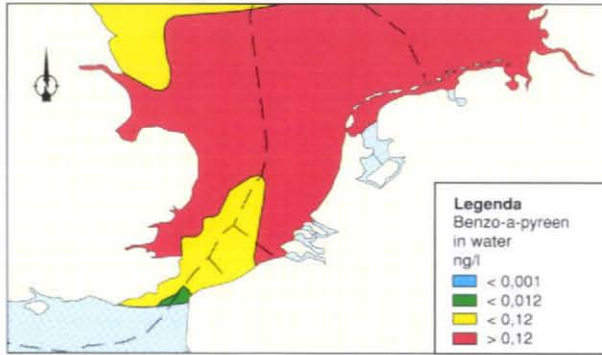 Legenda
Benzo-a-pyreen
in water
ng/l
< 0,001
< 0,012
< 0,12
> 0,12